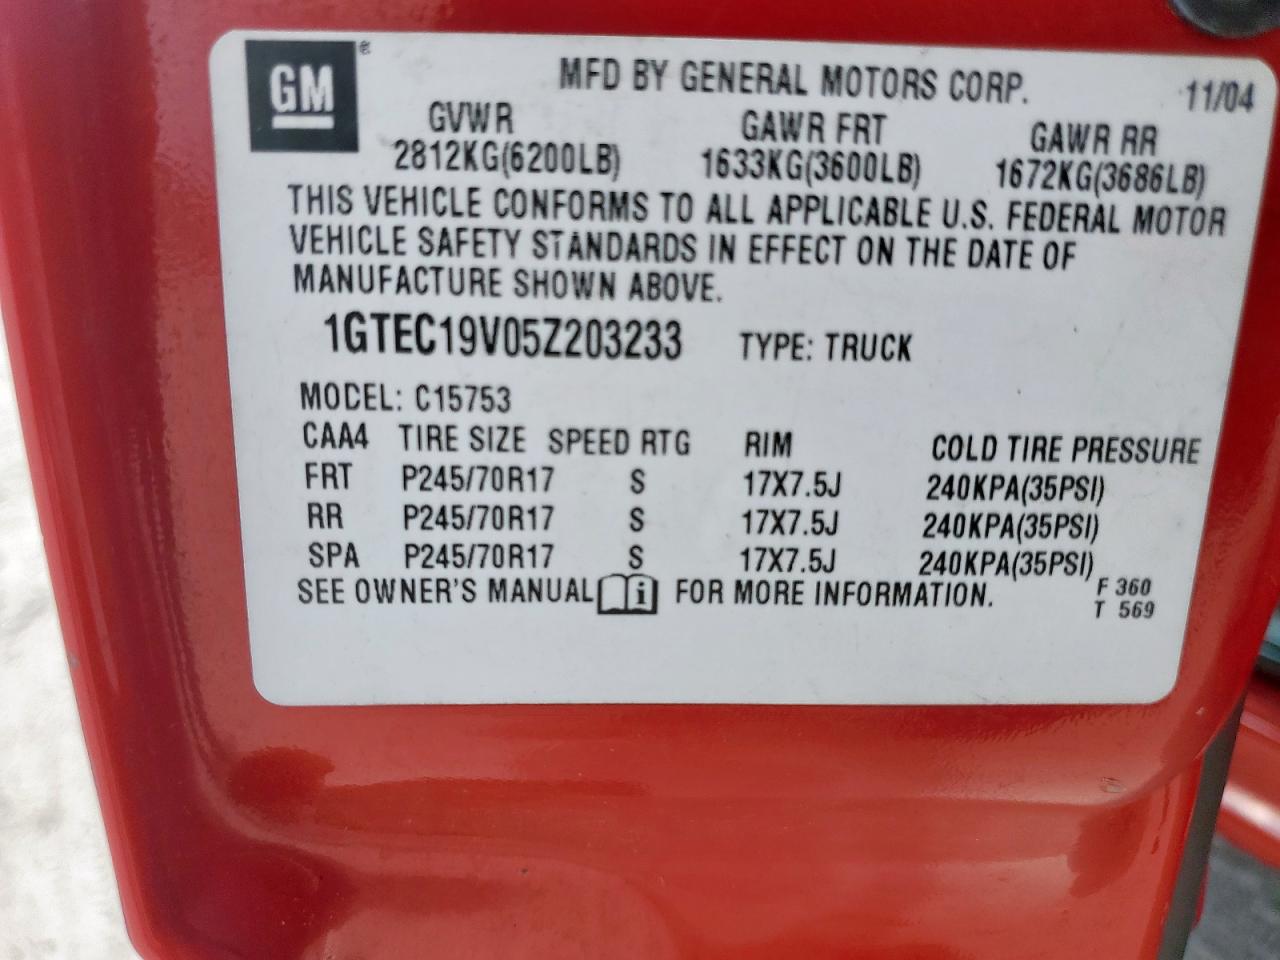 GM®
MFD BY GENERAL MOTORS CORP. 11/04
GVWR GAWR FRT GAWR RR
2812KG(6200LB) 1633KG(3600LB) 1672KG(3686LB)
THIS VEHICLE CONFORMS TO ALL APPLICABLE U.S. FEDERAL MOTOR
VEHICLE SAFETY STANDARDS IN EFFECT ON THE DATE OF
MANUFACTURE SHOWN ABOVE.
1GTEC19V05Z203233 TYPE: TRUCK
MODEL: C15753
CAA4 TIRE SIZE SPEED RTG RIM COLD TIRE PRESSURE
FRT P245/70R17 S 17X7.5J 240KPA(35PSI)
RR P245/70R17 S 17X7.5J 240KPA(35PSI)
SPA P245/70R17 S 17X7.5J 240KPA(35PSI)
SEE OWNER'S MANUAL i FOR MORE INFORMATION.
F 360
T 569